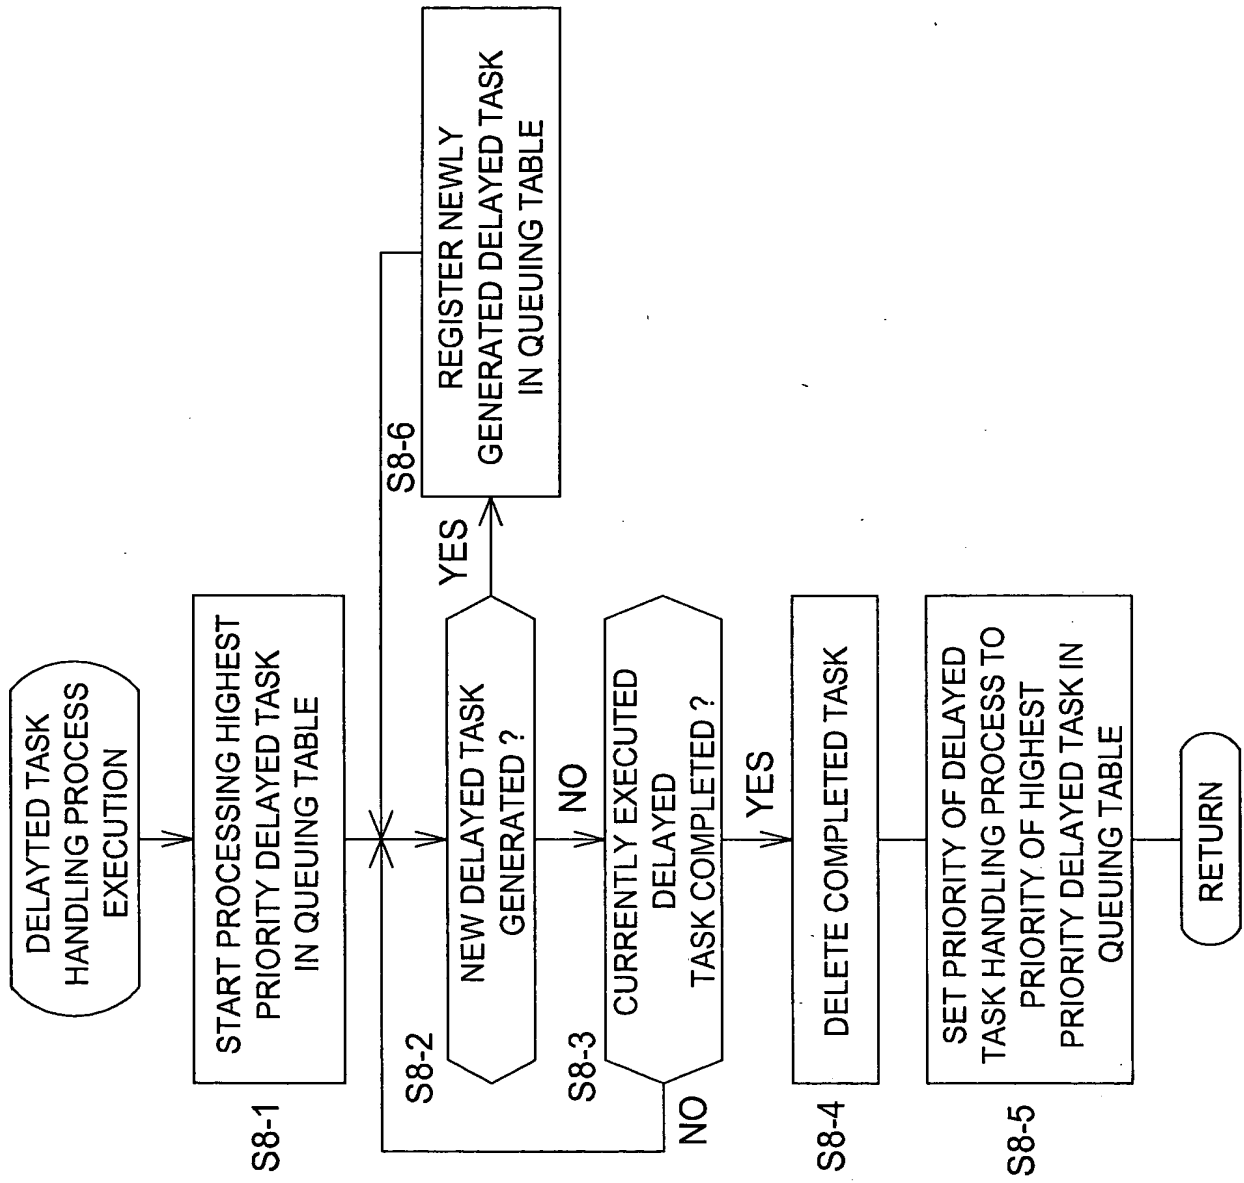 DELAYTED TASK
HANDLING PROCESS
EXECUTION
S8-1
START PROCESSING HIGHEST
PRIORITY DELAYED TASK
IN QUEUING TABLE
S8-2
NEW DELAYED TASK
GENERATED ?
YES
S8-6
REGISTER NEWLY
GENERATED DELAYED TASK
IN QUEUING TABLE
NO
S8-3
CURRENTLY EXECUTED
DELAYED
TASK COMPLETED ?
NO
YES
S8-4
DELETE COMPLETED TASK
S8-5
SET PRIORITY OF DELAYED
TASK HANDLING PROCESS TO
PRIORITY OF HIGHEST
PRIORITY DELAYED TASK IN
QUEUING TABLE
RETURN